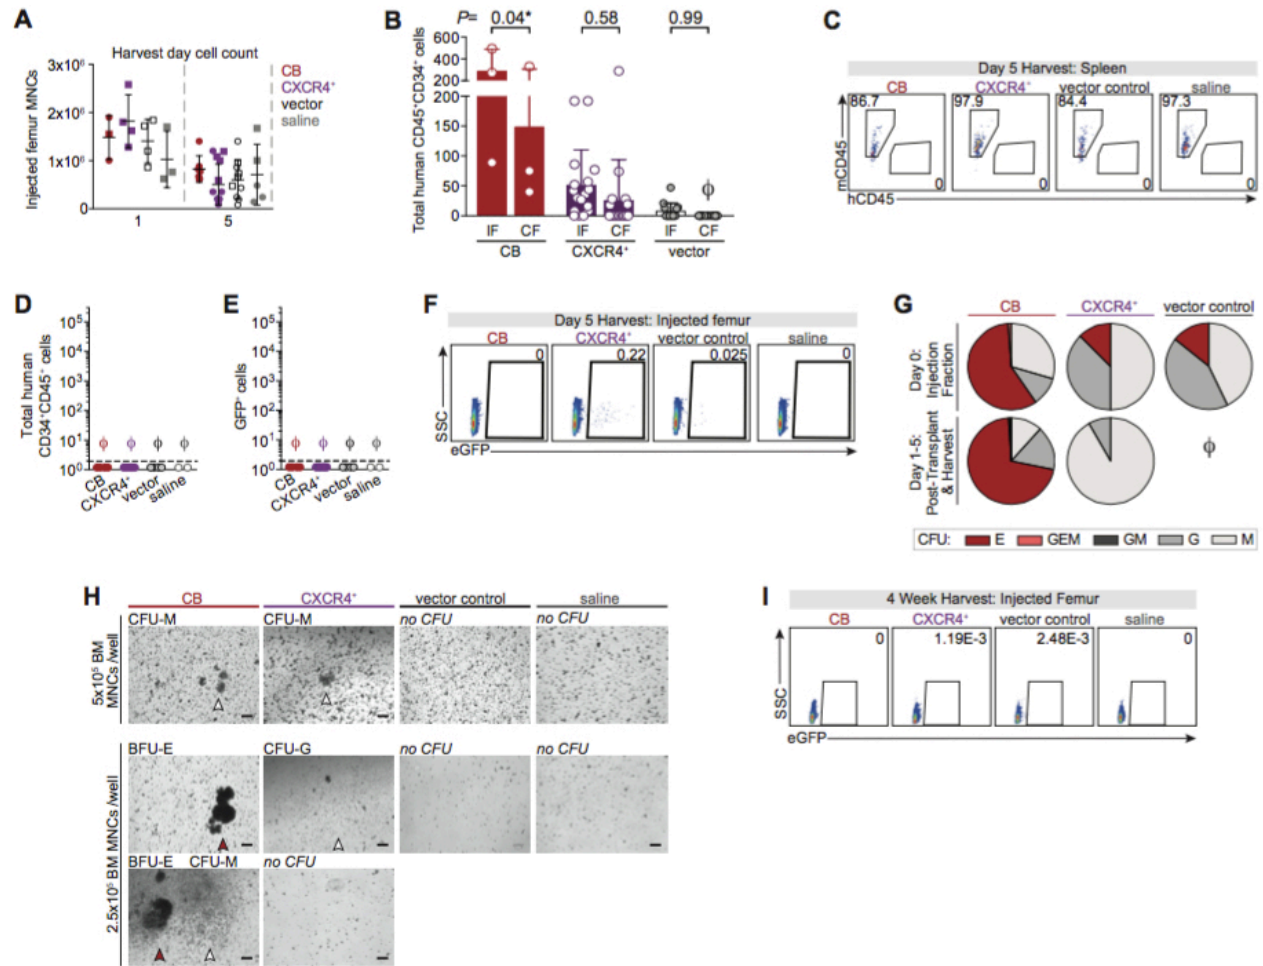 A
Harvest day cell count
Injected femur MNCs
3x10⁶
2x10⁶
1x10⁶
0
1
5
CB
CXCR4⁺
vector
saline
B
P= 0.04* 0.58 0.99
Total human CD45⁺CD34⁺ cells
600
400
200
200
150
100
50
0
IF CF IF CF IF CF
CB CXCR4⁺ vector
ϕ
C
Day 5 Harvest: Spleen
CB CXCR4⁺ vector control saline
86.7 97.9 84.4 97.3
0 0 0 0
mCD45
hCD45
D
Total human
CD34⁺CD45⁺ cells
10⁵
10⁴
10³
10²
10¹
10⁰
ϕ ϕ ϕ ϕ
CB CXCR4⁺ vector saline
E
GFP⁺ cells
10⁵
10⁴
10³
10²
10¹
10⁰
ϕ ϕ ϕ ϕ
CB CXCR4⁺ vector saline
F
Day 5 Harvest: Injected femur
CB CXCR4⁺ vector control saline
0 0.22 0.025 0
SSC
eGFP
G
CB CXCR4⁺ vector control
Day 0:
Injection
Fraction
Day 1-5:
Post-Transplant
& Harvest
ϕ
CFU: E GEM GM G M
H
CB CXCR4⁺ vector control saline
5x10⁵ BM
MNCs /well
CFU-M CFU-M no CFU no CFU
2.5x10⁵ BM MNCs /well
BFU-E CFU-G no CFU no CFU
BFU-E CFU-M no CFU
I
4 Week Harvest: Injected Femur
CB CXCR4⁺ vector control saline
0 1.19E-3 2.48E-3 0
SSC
eGFP